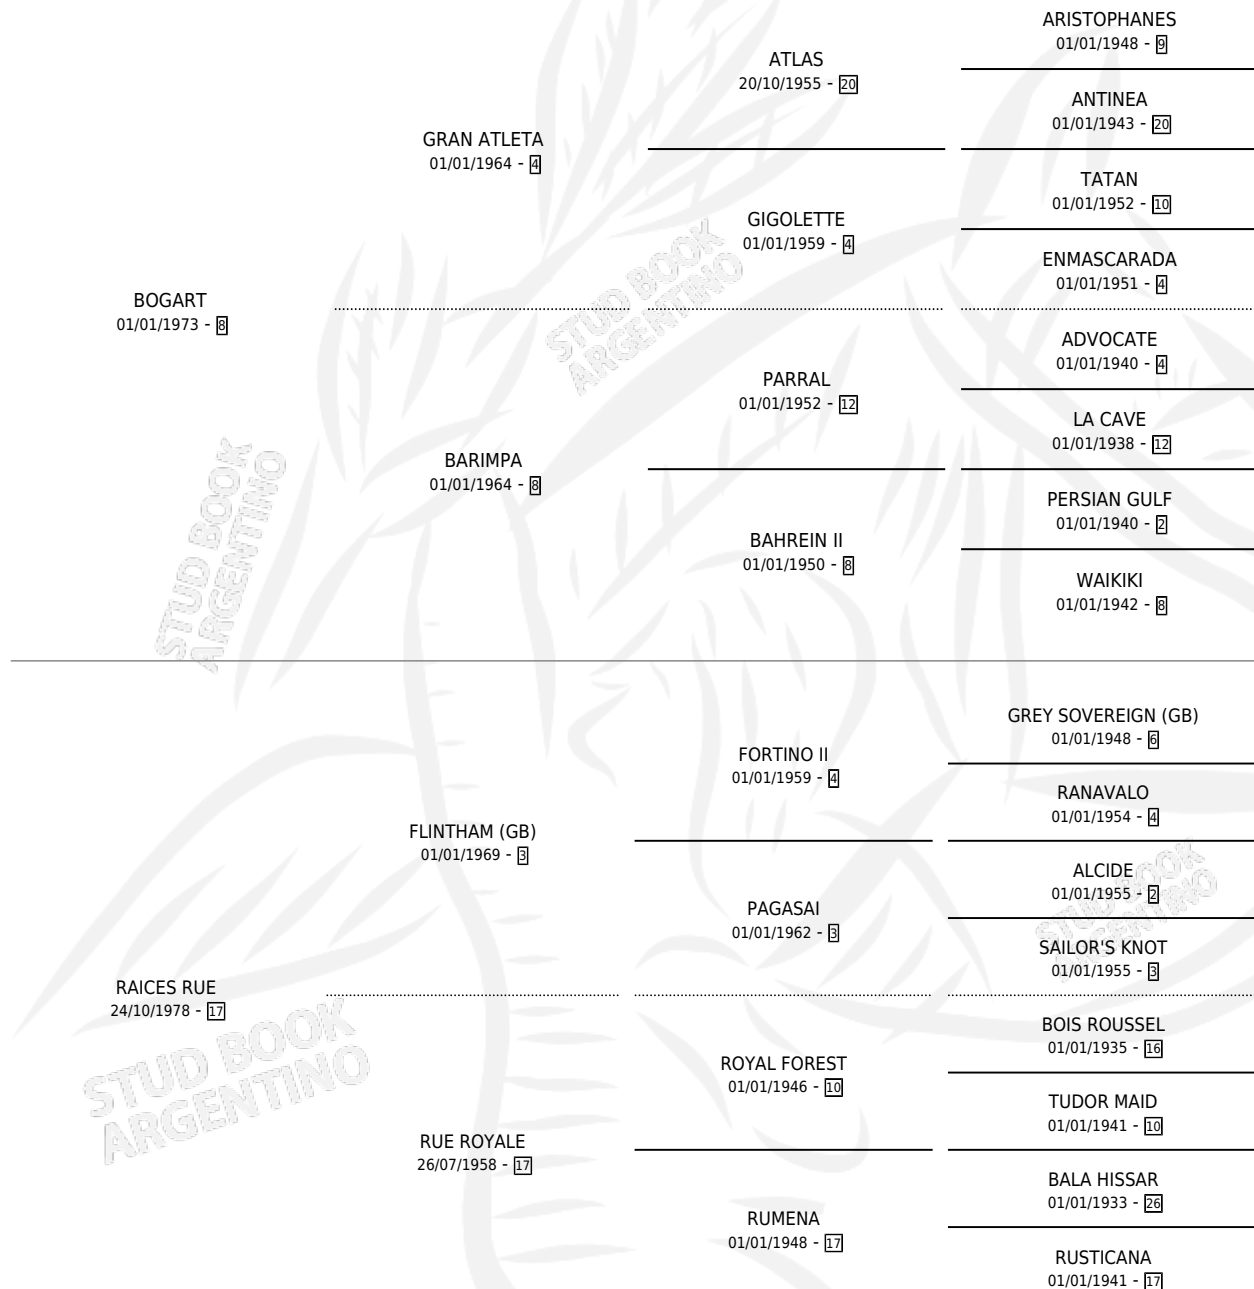 ARISTOPHANES
01/01/1948 - 9
ATLAS
20/10/1955 - 20
ANTINEA
01/01/1943 - 20
GRAN ATLETA
01/01/1964 - 4
TATAN
01/01/1952 - 10
GIGOLETTE
01/01/1959 - 4
ENMASCARADA
01/01/1951 - 4
BOGART
01/01/1973 - 8
ADVOCATE
01/01/1940 - 4
PARRAL
01/01/1952 - 12
LA CAVE
01/01/1938 - 12
BARIMPA
01/01/1964 - 8
PERSIAN GULF
01/01/1940 - 2
BAHREIN II
01/01/1950 - 8
WAIKIKI
01/01/1942 - 8
STUD BOOK
ARGENTINO
STUD BOOK
ARGENTINO
GREY SOVEREIGN (GB)
01/01/1948 - 6
FORTINO II
01/01/1959 - 4
RANAVALO
01/01/1954 - 4
FLINTHAM (GB)
01/01/1969 - 3
ALCIDE
01/01/1955 - 2
PAGASAI
01/01/1962 - 3
SAILOR'S KNOT
01/01/1955 - 3
RAICES RUE
24/10/1978 - 17
BOIS ROUSSEL
01/01/1935 - 16
ROYAL FOREST
01/01/1946 - 10
TUDOR MAID
01/01/1941 - 10
RUE ROYALE
26/07/1958 - 17
BALA HISSAR
01/01/1933 - 26
RUMENA
01/01/1948 - 17
RUSTICANA
01/01/1941 - 17
STUD BOOK
ARGENTINO
STUD BOOK
ARGENTINO